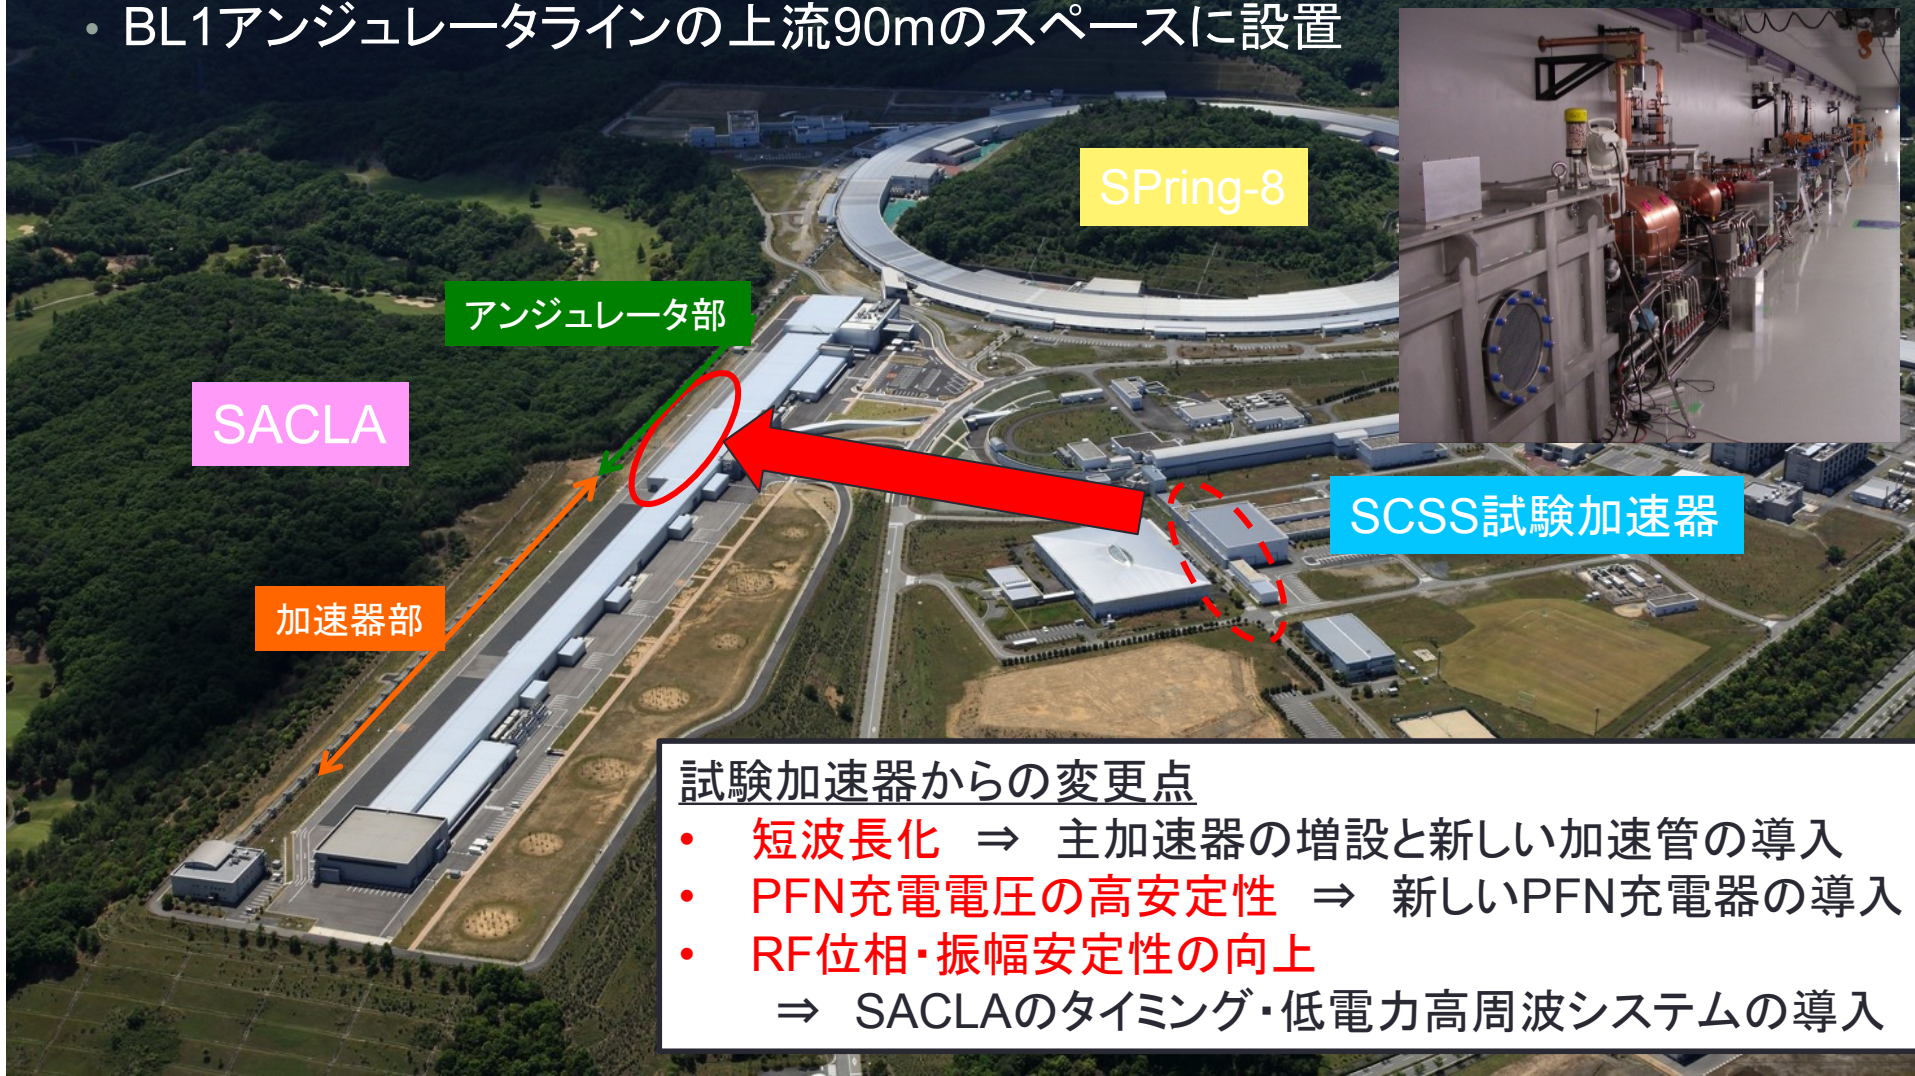 • BL1アンジュレータラインの上流90mのスペースに設置
SPring-8
アンジュレータ部
SACLA
SCSS試験加速器
加速器部
試験加速器からの変更点
• 短波長化 ⇒ 主加速器の増設と新しい加速管の導入
• PFN充電電圧の高安定性 ⇒ 新しいPFN充電器の導入
• RF位相・振幅安定性の向上
⇒ SACLAのタイミング・低電力高周波システムの導入